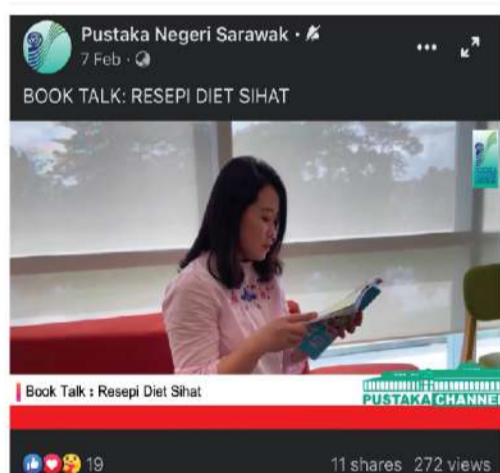 Pustaka Negeri Sarawak ·
7 Feb ·
BOOK TALK: RESEPI DIET SIHAT
Book Talk : Resepi Diet Sihat
PUSTAKA CHANNEL
19
11 shares 272 views